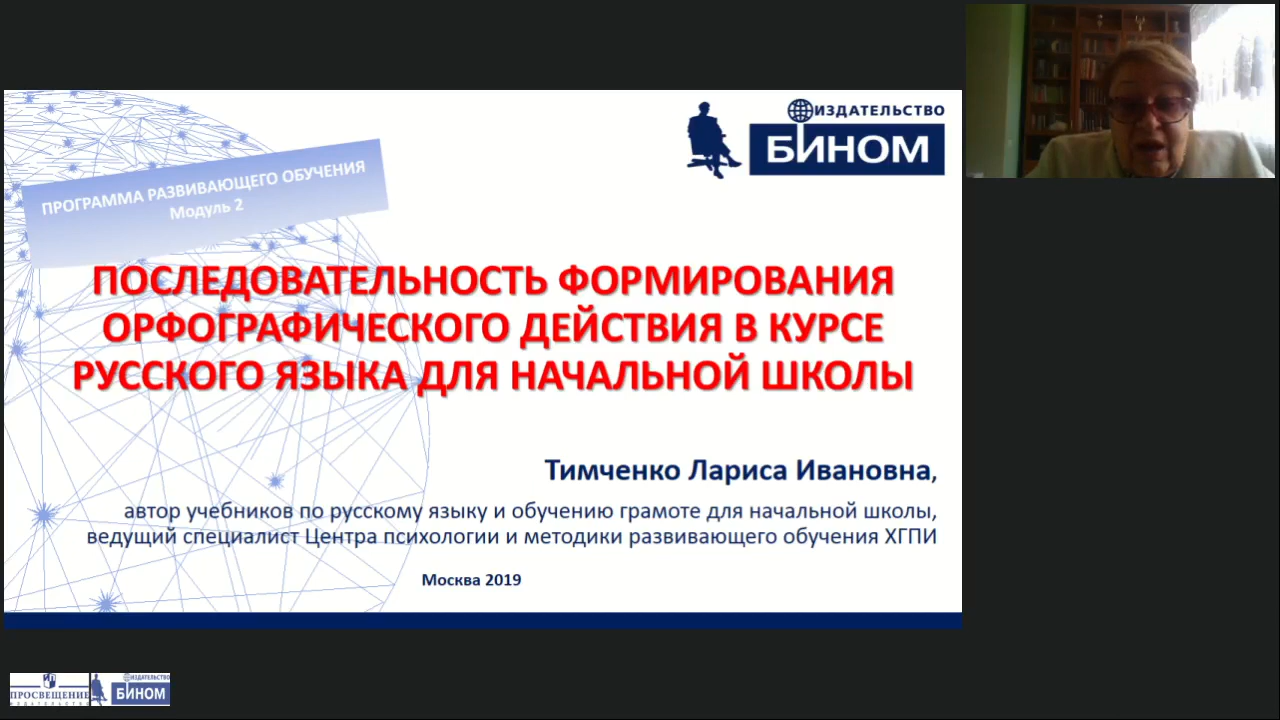 ИЗДАТЕЛЬСТВО
БИНОМ
ПРОГРАММА РАЗВИВАЮЩЕГО ОБУЧЕНИЯ
Модуль 2
ПОСЛЕДОВАТЕЛЬНОСТЬ ФОРМИРОВАНИЯ
ОРФОГРАФИЧЕСКОГО ДЕЙСТВИЯ В КУРСЕ
РУССКОГО ЯЗЫКА ДЛЯ НАЧАЛЬНОЙ ШКОЛЫ
Тимченко Лариса Ивановна,
автор учебников по русскому языку и обучению грамоте для начальной школы,
ведущий специалист Центра психологии и методики развивающего обучения ХГПИ
Москва 2019
ПРОСВЕЩЕНИЕ
ИЗДАТЕЛЬСТВО
ИЗДАТЕЛЬСТВО
БИНОМ